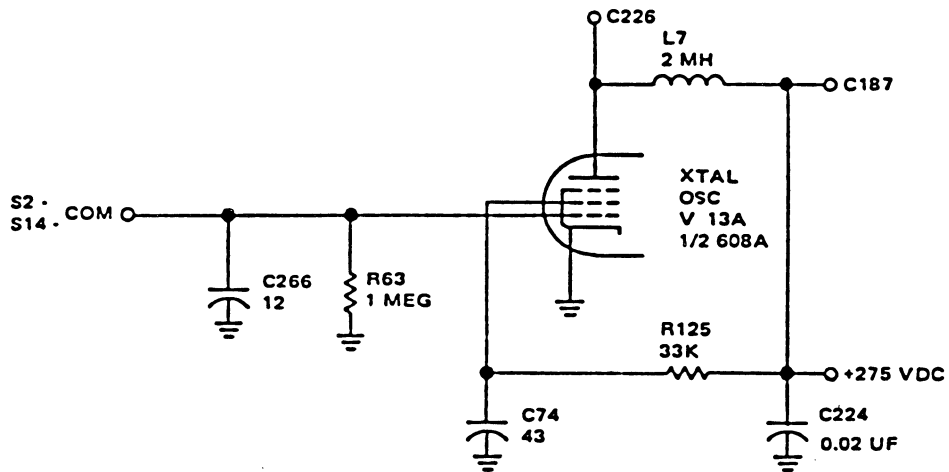 C226
L7
2 MH
C187
XTAL
OSC
V 13A
1/2 608A
S2 -
S14 -
COM
C266
12
R63
1 MEG
R125
33K
+275 VDC
C74
43
C224
0.02 UF